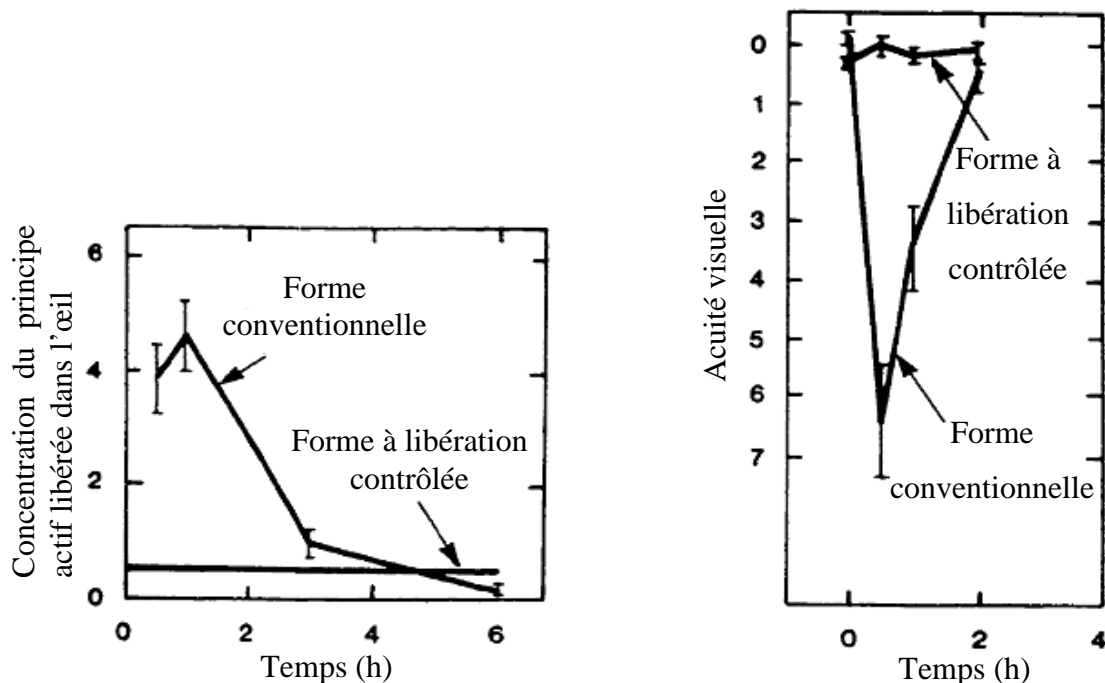 Concentration du principe
actif libérée dans l'œil
6
4
2
0
Forme
conventionnelle
Forme à libération
contrôlée
0
2
4
6
Temps (h)
Acuité visuelle
0
1
2
3
4
5
6
7
Forme à
libération
contrôlée
Forme
conventionnelle
0
2
4
Temps (h)